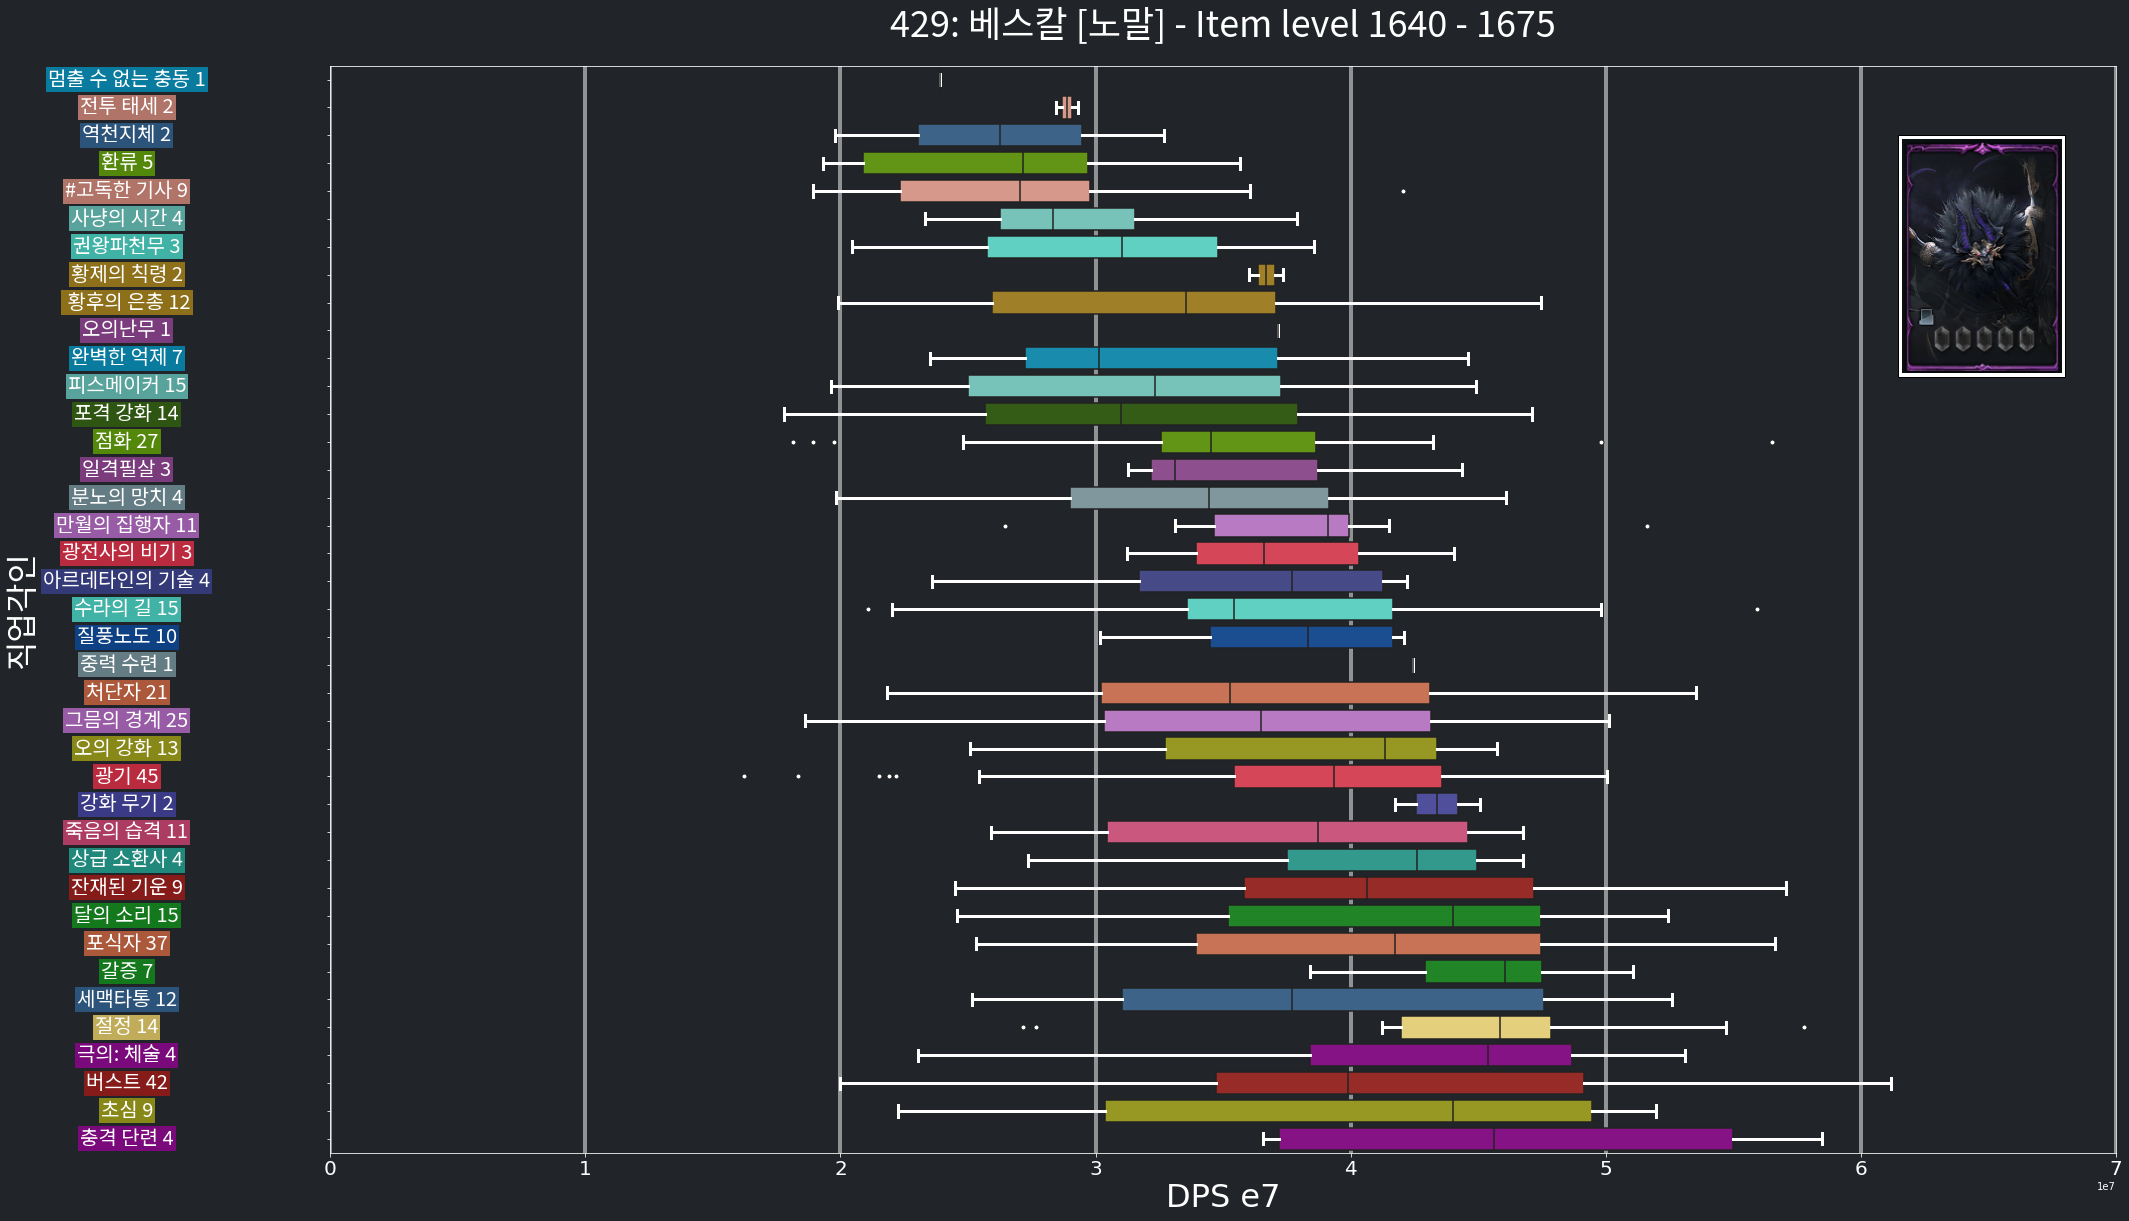 429: 베스칼 [노말] - Item level 1640 - 1675
멈출 수 없는 충동 1
전투 태세 2
역천지체 2
환류 5
#고독한 기사 9
사냥의 시간 4
권왕파천무 3
황제의 칙령 2
황후의 은총 12
오의난무 1
완벽한 억제 7
피스메이커 15
포격 강화 14
점화 27
일격필살 3
분노의 망치 4
만월의 집행자 11
광전사의 비기 3
아르데타인의 기술 4
수라의 길 15
질풍노도 10
중력 수련 1
처단자 21
그믐의 경계 25
오의 강화 13
광기 45
강화 무기 2
죽음의 습격 11
상급 소환사 4
잔재된 기운 9
달의 소리 15
포식자 37
갈증 7
세맥타통 12
절정 14
극의: 체술 4
버스트 42
초심 9
충격 단련 4
직업각인
0 1 2 3 4 5 6 7
1e7
DPS e7